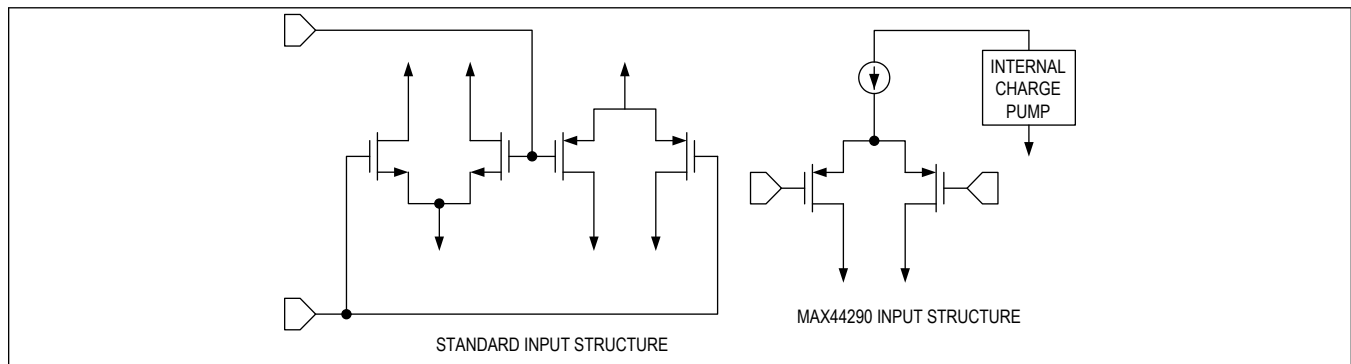 INTERNAL
CHARGE
PUMP
MAX44290 INPUT STRUCTURE
STANDARD INPUT STRUCTURE